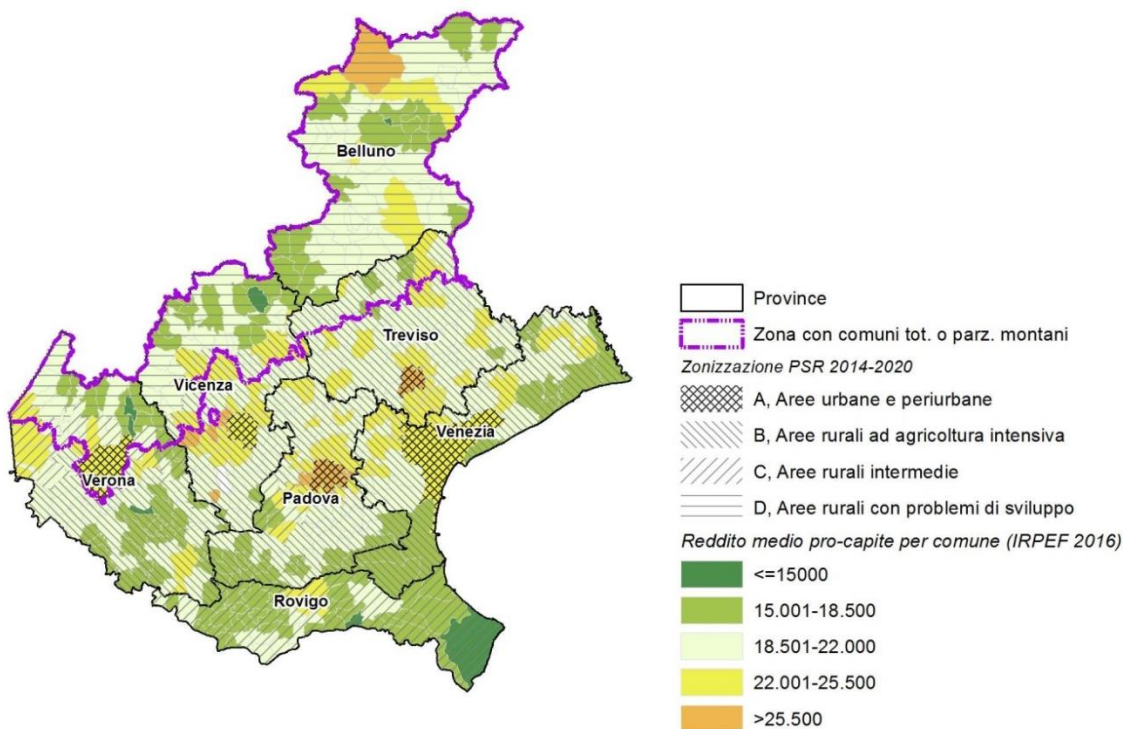 Belluno
Treviso
Vicenza
Venezia
Verona
Padova
Rovigo
Province
Zona con comuni tot. o parz. montani
Zonizzazione PSR 2014-2020
A, Aree urbane e periurbane
B, Aree rurali ad agricoltura intensiva
C, Aree rurali intermedie
D, Aree rurali con problemi di sviluppo
Reddito medio pro-capite per comune (IRPEF 2016)
<=15000
15.001-18.500
18.501-22.000
22.001-25.500
>25.500